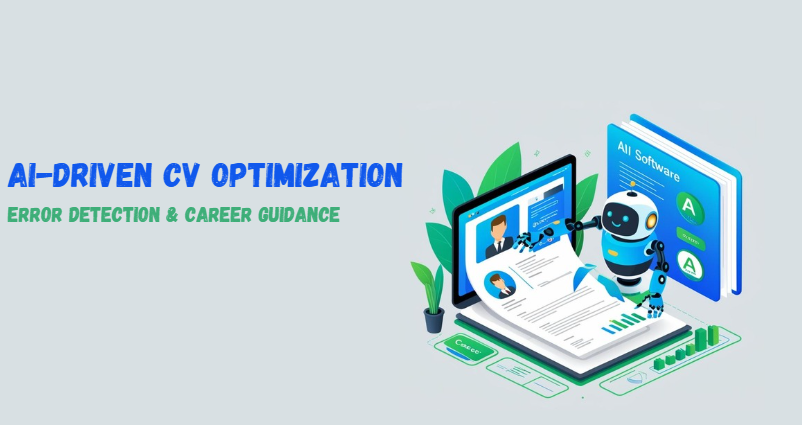 AI-DRIVEN CV OPTIMIZATION
ERROR DETECTION & CAREER GUIDANCE
All Software
A
A